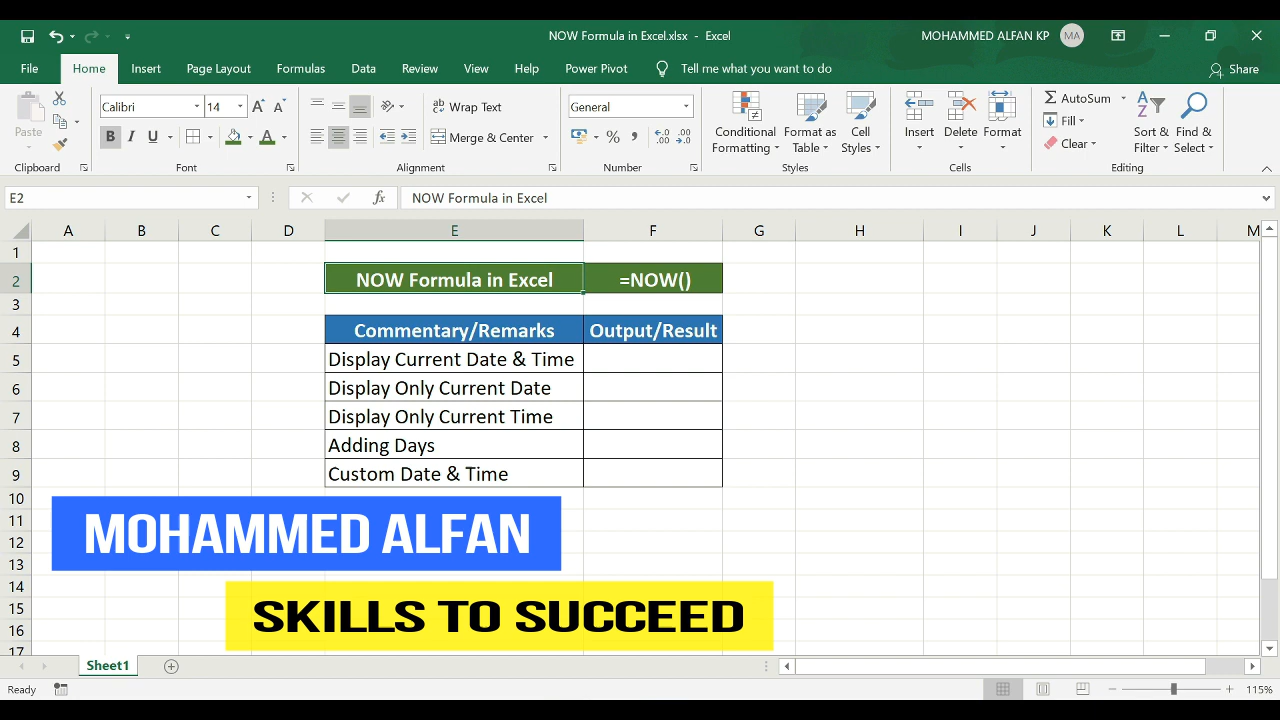 NOW Formula in Excel.xlsx - Excel
MOHAMMED ALFAN KP
MA
File Home Insert Page Layout Formulas Data Review View Help Power Pivot Tell me what you want to do Share
Paste
Calibri 14
B I U A
ab Wrap Text
Merge & Center
General
% ,
Conditional Formatting
Format as Table
Cell Styles
Insert
Delete
Format
Σ AutoSum
Fill
Clear
Sort & Filter
Find & Select
Clipboard Font Alignment Number Styles Cells Editing
E2 fx NOW Formula in Excel
A B C D E F G H I J K L M
1
2 NOW Formula in Excel =NOW()
3
4 Commentary/Remarks Output/Result
5 Display Current Date & Time
6 Display Only Current Date
7 Display Only Current Time
8 Adding Days
9 Custom Date & Time
10
11
12
13
14
15
16
17
MOHAMMED ALFAN
SKILLS TO SUCCEED
Sheet1
Ready 115%